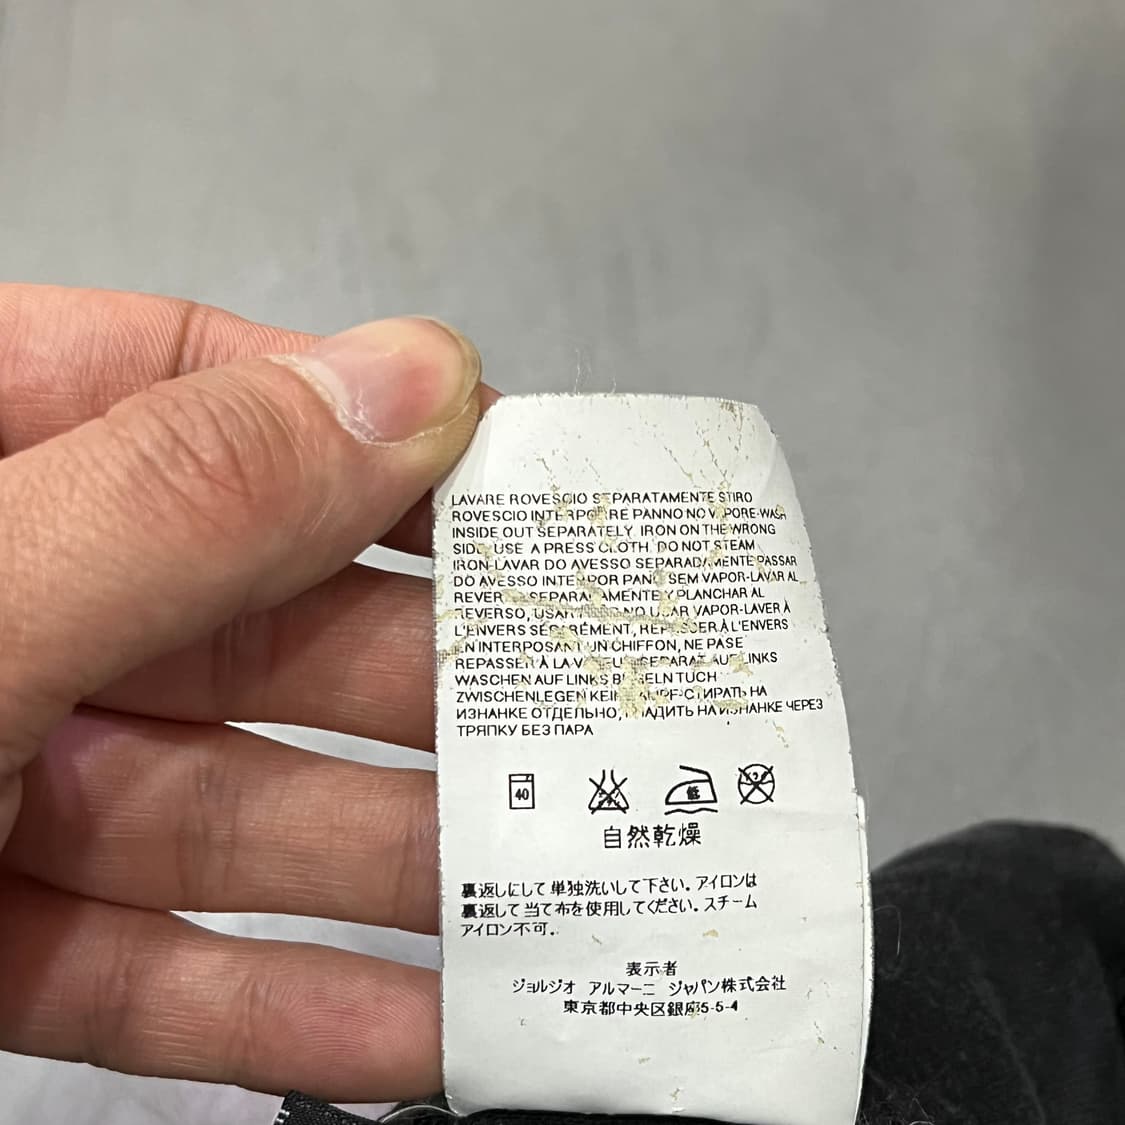 LAVARE ROVESCIO SEPARATAMENTE STIRO
ROVESCIO INTERPORRE PANNO NO VAPORE-WASH
INSIDE OUT SEPARATELY, IRON ON THE WRONG
SIDE, USE A PRESS CLOTH, DO NOT STEAM
IRON-LAVAR DO AVESSO SEPARADAMENTE PASSAR
DO AVESSO INTERPOR PANO SEM VAPOR-LAVAR AL
SEPARATAMENTE Y PLANCHAR AL
REVERSO, NO USAR VAPOR-LAVER À
L'ENVERS SÉPARÉMENT, REPASSER À L'ENVERS
EN INTERPOSANT UN CHIFFON, NE PASE
REPASSER À LA SEPARAT AUF LINKS
WASCHEN AUF LINKS BÜGELN TUCH
ZWISCHENLEGEN СТИРАТЬ НА
ИЗНАНКЕ ОТДЕЛЬНО, ГЛАДИТЬ НА ИЗНАНКЕ ЧЕРЕЗ
ТРЯПКУ БЕЗ ПАРА
40 低
自然乾燥
裏返しにして単独洗いして下さい。アイロンは
裏返して当て布を使用してください。スチーム
アイロン不可。
表示者
ジョルジオ アルマーニ ジャパン株式会社
東京都中央区銀座5-5-4